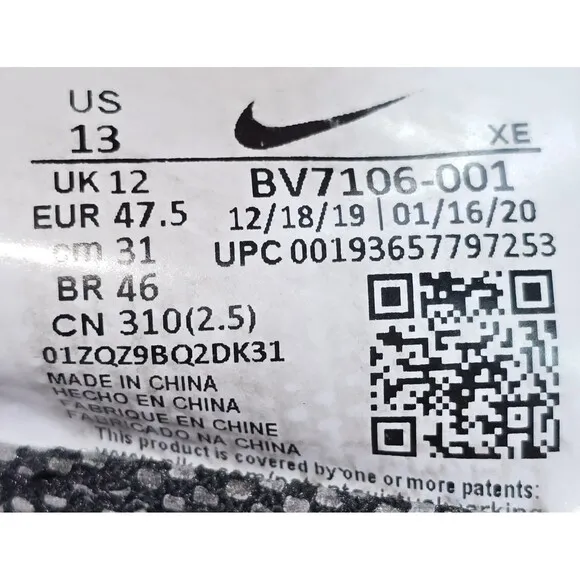 US
13
XE
UK 12
BV7106-001
EUR 47.5
12/18/19 | 01/16/20
cm 31
UPC 00193657797253
BR 46
CN 310(2.5)
01ZQZ9BQ2DK31
MADE IN CHINA
HECHO EN CHINA
FABRIQUE EN CHINE
FABRICADO NA CHINA
This product is covered by one or more patents: